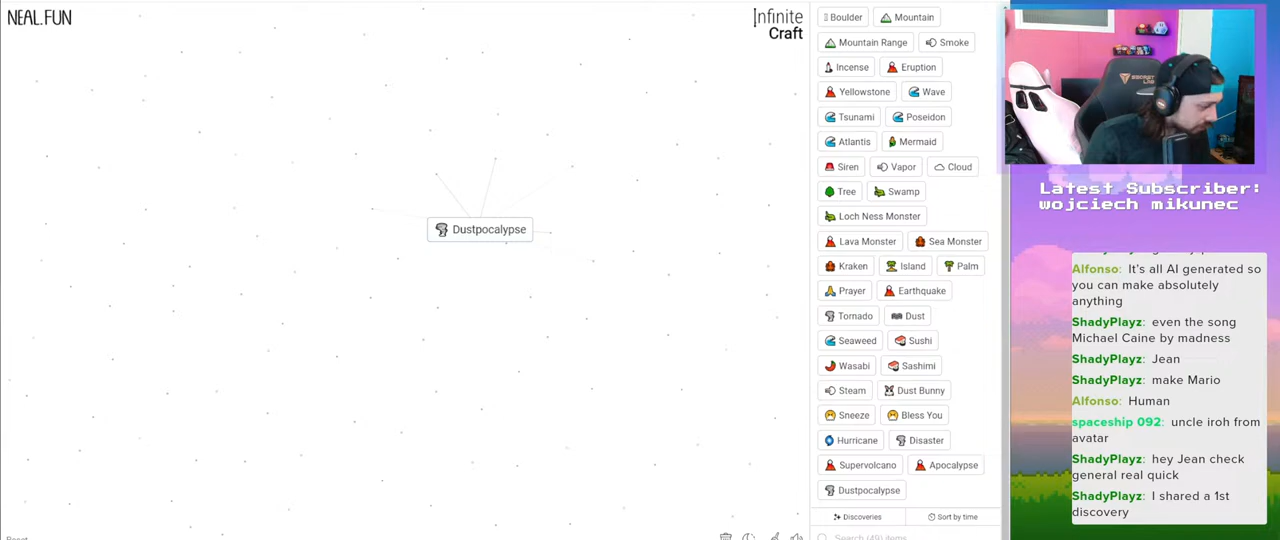 NEAL.FUN
Infinite
Craft
Dustpocalypse
Boulder
Mountain
Mountain Range
Smoke
Incense
Eruption
Yellowstone
Wave
Tsunami
Poseidon
Atlantis
Mermaid
Siren
Vapor
Cloud
Tree
Swamp
Loch Ness Monster
Lava Monster
Sea Monster
Kraken
Island
Palm
Prayer
Earthquake
Tornado
Dust
Seaweed
Sushi
Wasabi
Sashimi
Steam
Dust Bunny
Sneeze
Bless You
Hurricane
Disaster
Supervolcano
Apocalypse
Dustpocalypse
Discoveries
Sort by time
Search (49) items
Reset
Latest Subscriber:
wojciech mikunec
Alfonso: It's all AI generated so
you can make absolutely
anything
ShadyPlayz: even the song
Michael Caine by madness
ShadyPlayz: Jean
ShadyPlayz: make Mario
Alfonso: Human
spaceship 092: uncle iroh from
avatar
ShadyPlayz: hey Jean check
general real quick
ShadyPlayz: I shared a 1st
discovery